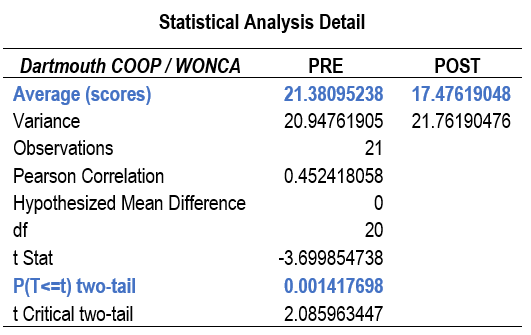 Statistical Analysis Detail
Dartmouth COOP / WONCA PRE POST
Average (scores) 21.38095238 17.47619048
Variance 20.94761905 21.76190476
Observations 21
Pearson Correlation 0.452418058
Hypothesized Mean Difference 0
df 20
t Stat -3.699854738
P(T<=t) two-tail 0.001417698
t Critical two-tail 2.085963447